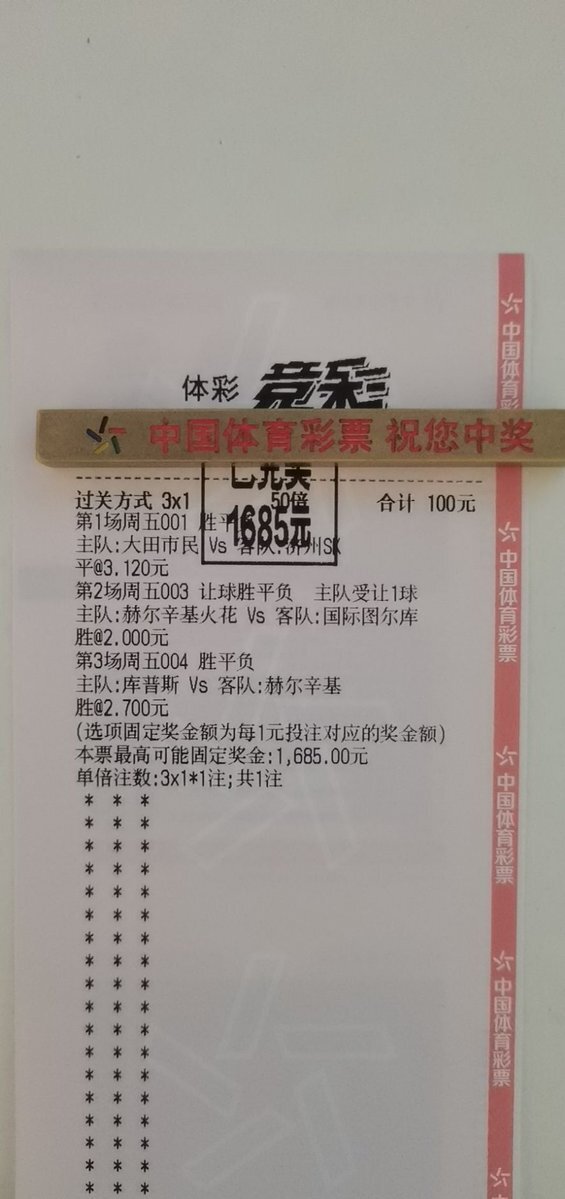 体彩 竞彩
中国体育彩票 祝您中奖
已兑奖
1685元
过关方式 3x1 50倍 合计 100元
第1场周五001 胜平
主队:大田市民 Vs 客队:济州SK
平@3.120元
第2场周五003 让球胜平负 主队受让1球
主队:赫尔辛基火花 Vs 客队:国际图尔库
胜@2.000元
第3场周五004 胜平负
主队:库普斯 Vs 客队:赫尔辛基
胜@2.700元
(选项固定奖金额为每1元投注对应的奖金额)
本票最高可能固定奖金:1,685.00元
单倍注数:3x1*1注;共1注
中国体育彩
中国体育彩票
中国体育彩票
中国体育彩票